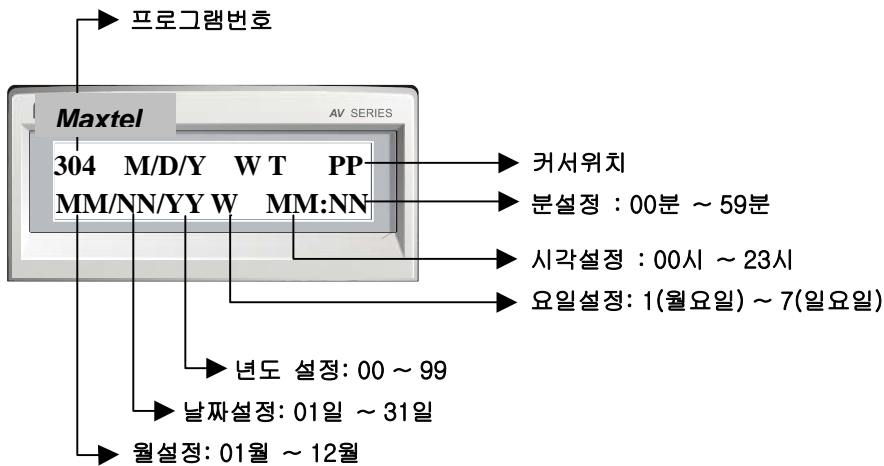 프로그램번호
Maxtel
AV SERIES
304 M/D/Y W T PP
커서위치
MM/NN/YY W MM:NN
분설정 : 00분 ~ 59분
시각설정 : 00시 ~ 23시
요일설정: 1(월요일) ~ 7(일요일)
년도 설정: 00 ~ 99
날짜설정: 01일 ~ 31일
월설정: 01월 ~ 12월